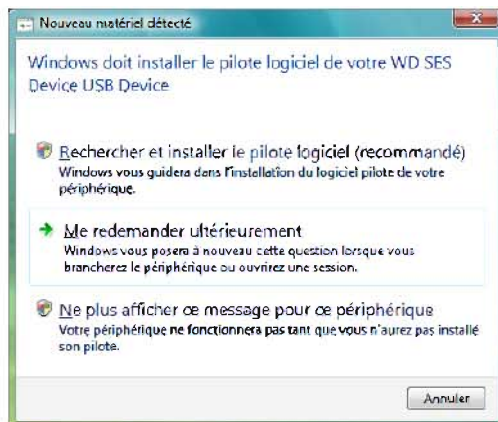 Nouveau matériel détecté
Windows doit installer le pilote logiciel de votre WD SES
Device USB Device
Rechercher et installer le pilote logiciel (recommandé)
Windows vous guidera dans l'installation du logiciel pilote de votre
périphérique.
Me redemander ultérieurement
Windows vous posera à nouveau cette question lorsque vous
brancherez le périphérique ou ouvrirez une session.
Ne plus afficher ce message pour ce périphérique
Votre périphérique ne fonctionnera pas tant que vous n'aurez pas installé
son pilote.
Annuler